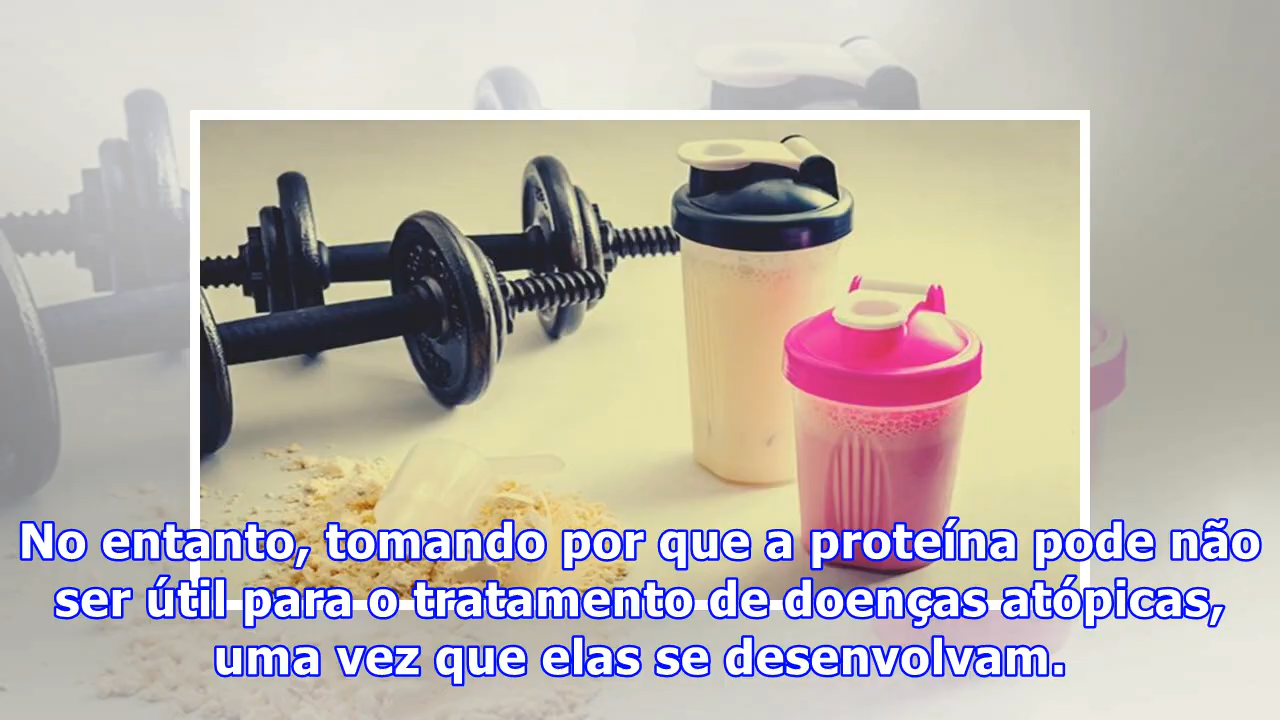 No entanto, tomando por que a proteína pode não
ser útil para o tratamento de doenças atópicas,
uma vez que elas se desenvolvam.